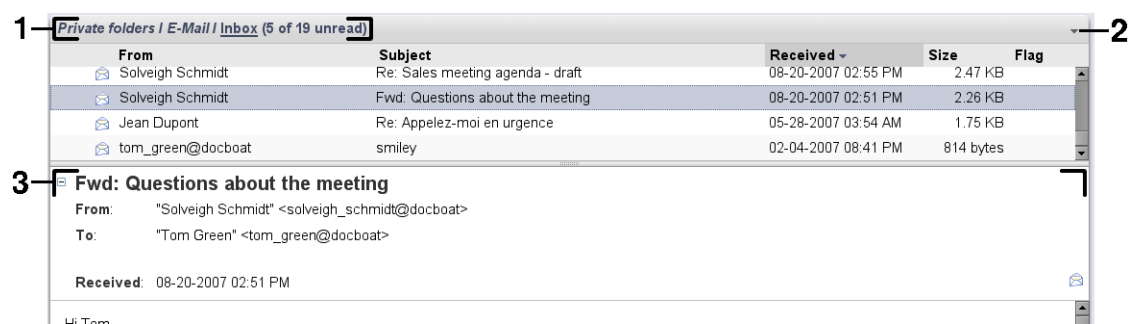 1 Private folders / E-Mail / Inbox (5 of 19 unread) 2
From Subject Received Size Flag
Solveigh Schmidt Re: Sales meeting agenda - draft 08-20-2007 02:55 PM 2.47 KB
Solveigh Schmidt Fwd: Questions about the meeting 08-20-2007 02:51 PM 2.26 KB
Jean Dupont Re: Appelez-moi en urgence 05-28-2007 03:54 AM 1.75 KB
tom_green@docboat smiley 02-04-2007 08:41 PM 814 bytes
3 Fwd: Questions about the meeting
From: "Solveigh Schmidt" <solveigh_schmidt@docboat>
To: "Tom Green" <tom_green@docboat>
Received: 08-20-2007 02:51 PM
Hi Tom